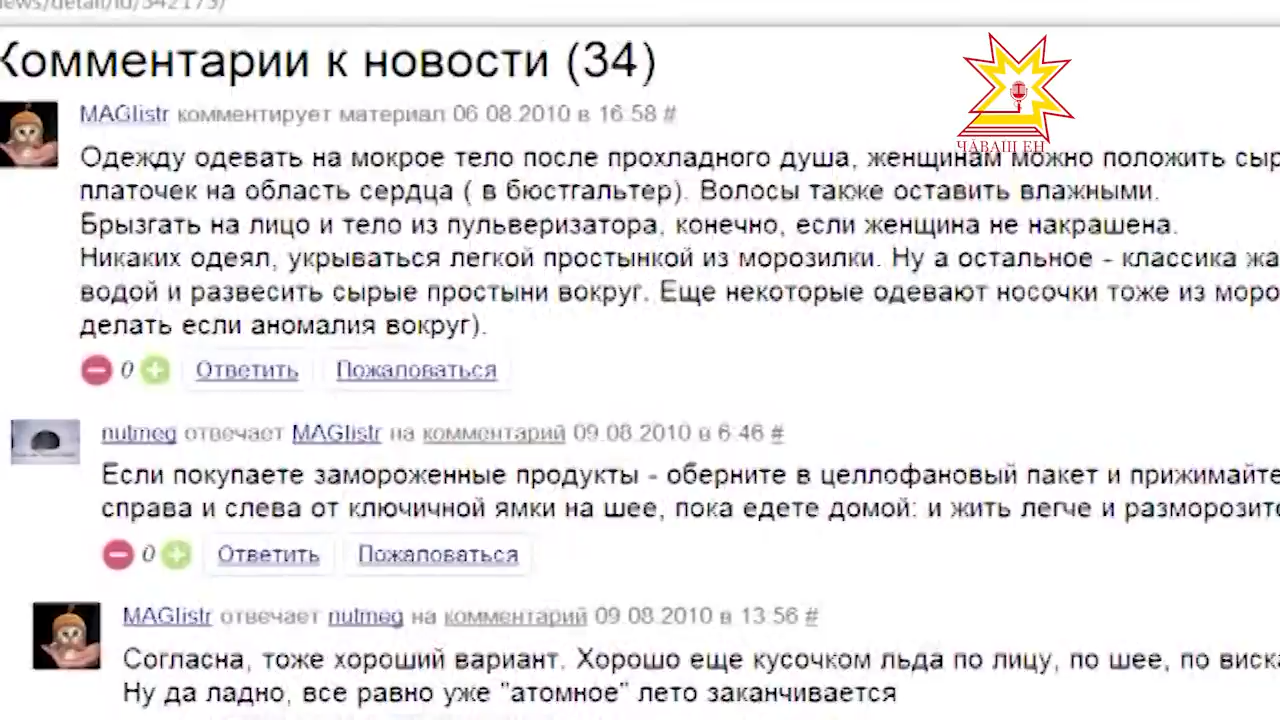 news/detail/id/342173/
Комментарии к новости (34)
ЧӐВАШ ЕН
MAGIistr комментирует материал 06.08.2010 в 16:58 #
Одежду одевать на мокрое тело после прохладного душа, женщинам можно положить сыр
платочек на область сердца ( в бюстгальтер). Волосы также оставить влажными.
Брызгать на лицо и тело из пульверизатора, конечно, если женщина не накрашена.
Никаких одеял, укрываться легкой простынкой из морозилки. Ну а остальное - классика жа
водой и развесить сырые простыни вокруг. Еще некоторые одевают носочки тоже из моро
делать если аномалия вокруг).
0 Ответить Пожаловаться
nutmeg отвечает MAGIistr на комментарий 09.08.2010 в 6:46 #
Если покупаете замороженные продукты - оберните в целлофановый пакет и прижимайте
справа и слева от ключичной ямки на шее, пока едете домой: и жить легче и разморозитс
0 Ответить Пожаловаться
MAGIistr отвечает nutmeg на комментарий 09.08.2010 в 13:56 #
Согласна, тоже хороший вариант. Хорошо еще кусочком льда по лицу, по шее, по виска
Ну да ладно, все равно уже "атомное" лето заканчивается